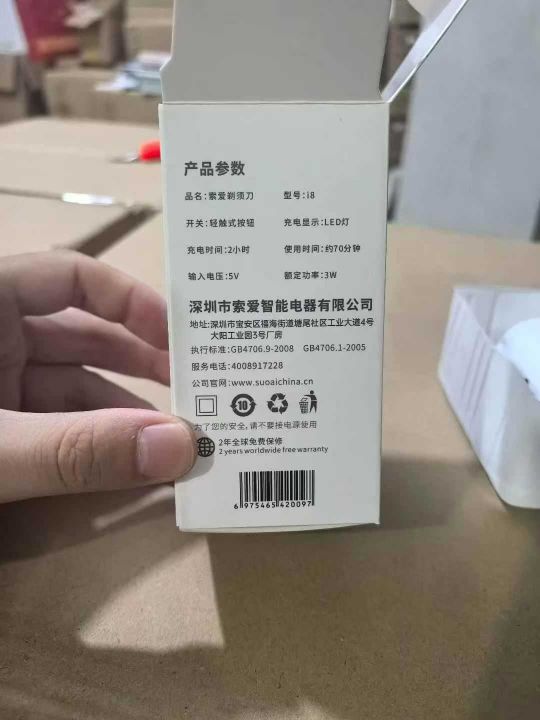 产品参数
品名:索爱剃须刀 型号:i8
开关:轻触式按钮 充电显示:LED灯
充电时间:2小时 使用时间:约70分钟
输入电压:5V 额定功率:3W
深圳市索爱智能电器有限公司
地址:深圳市宝安区福海街道塘尾社区工业大道4号
大阳工业园3号厂房
执行标准:GB4706.9-2008 GB4706.1-2005
服务电话:4008917228
公司官网:www.suoaichina.cn
10
为了您的安全,请不要接电源使用
2年全球免费保修
2 years worldwide free warranty
6 975465 420097